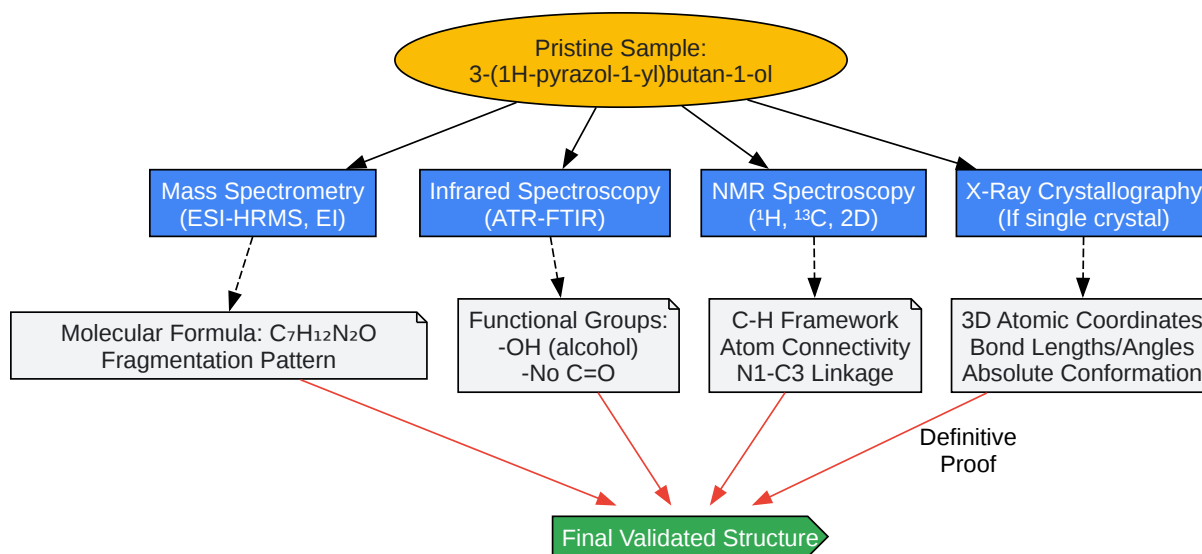 Pristine Sample:
3-(1H-pyrazol-1-yl)butan-1-ol
Mass Spectrometry
(ESI-HRMS, EI)
Infrared Spectroscopy
(ATR-FTIR)
NMR Spectroscopy
(¹H, ¹³C, 2D)
X-Ray Crystallography
(If single crystal)
Molecular Formula: C₇H₁₂N₂O
Fragmentation Pattern
Functional Groups:
-OH (alcohol)
-No C=O
C-H Framework
Atom Connectivity
N1-C3 Linkage
3D Atomic Coordinates
Bond Lengths/Angles
Absolute Conformation
Definitive
Proof
Final Validated Structure